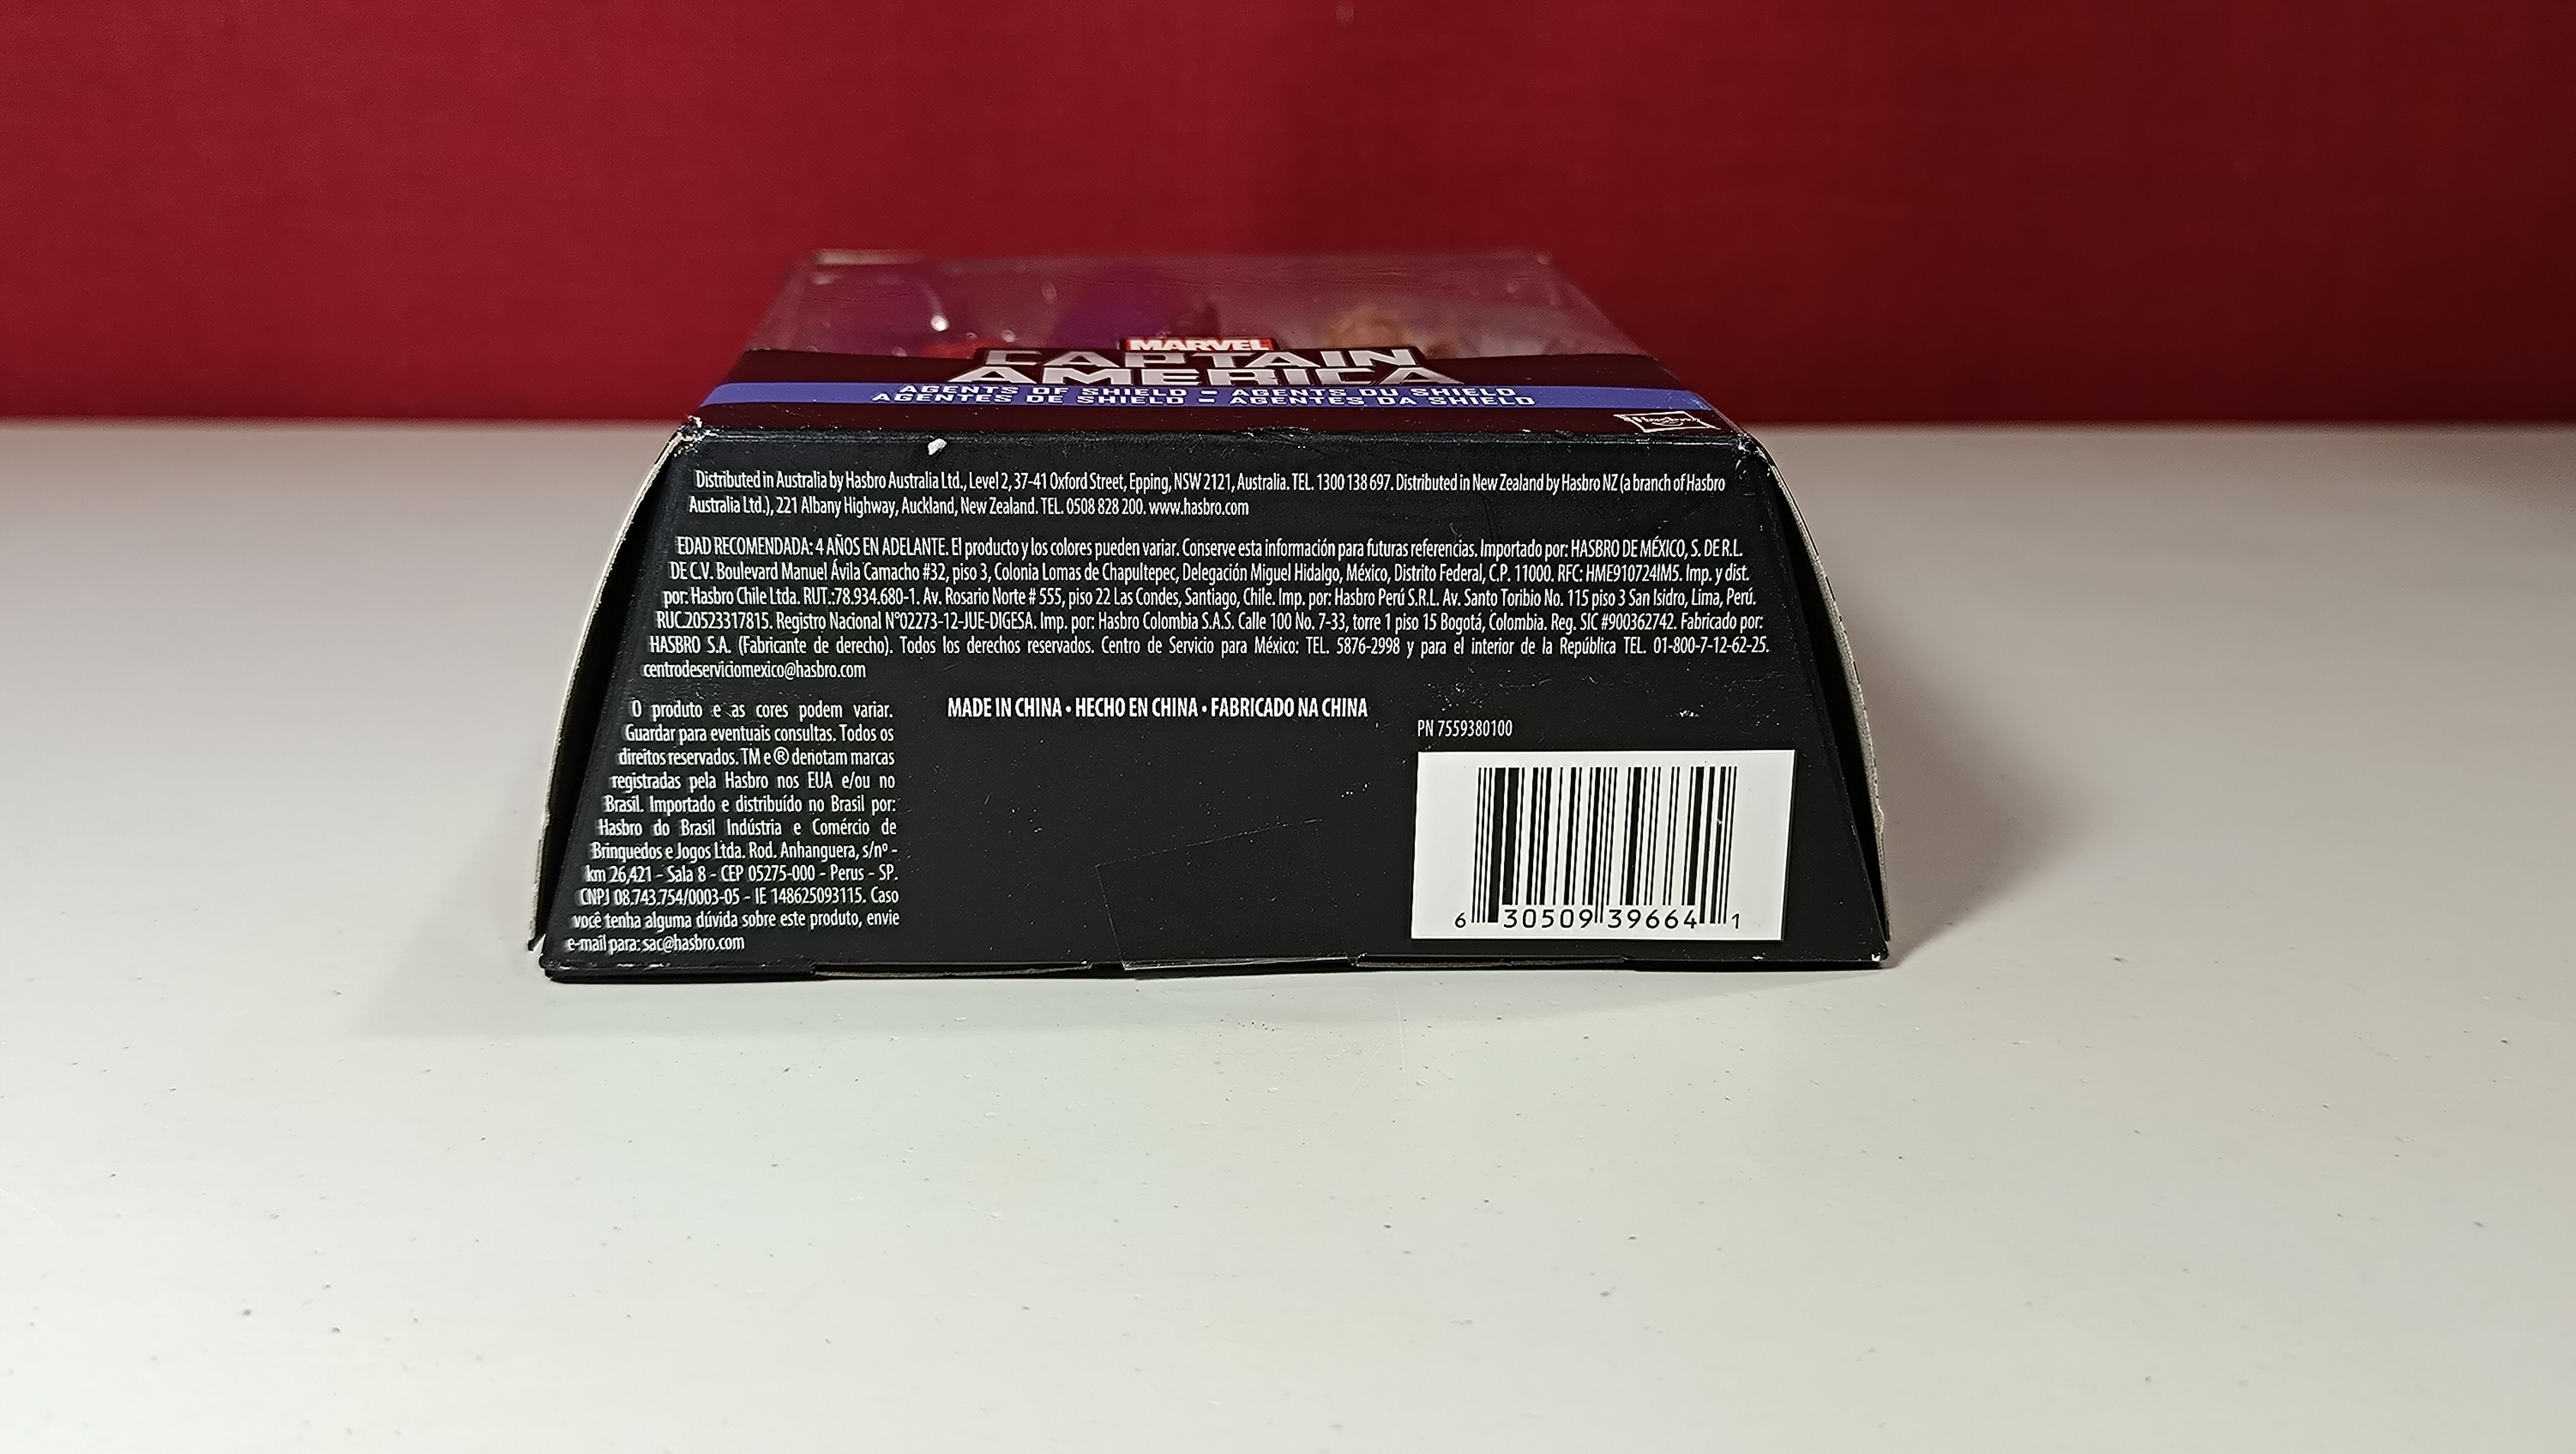 MARVEL
CAPTAIN
AMERICA
AGENTS OF SHIELD - AGENTS DU SHIELD
AGENTES DE SHIELD - AGENTES DA SHIELD
Hasbro
Distributed in Australia by Hasbro Australia Ltd., Level 2, 37-41 Oxford Street, Epping, NSW 2121, Australia. TEL. 1300 138 697. Distributed in New Zealand by Hasbro NZ (a branch of Hasbro
Australia Ltd.), 221 Albany Highway, Auckland, New Zealand. TEL. 0508 828 200. www.hasbro.com
EDAD RECOMENDADA: 4 AÑOS EN ADELANTE. El producto y los colores pueden variar. Conserve esta información para futuras referencias. Importado por: HASBRO DE MÉXICO, S. DE R.L.
DE C.V. Boulevard Manuel Ávila Camacho #32, piso 3, Colonia Lomas de Chapultepec, Delegación Miguel Hidalgo, México, Distrito Federal, C.P. 11000. RFC: HME910724IM5. Imp. y dist.
por: Hasbro Chile Ltda. RUT.:78.934.680-1. Av. Rosario Norte # 555, piso 22 Las Condes, Santiago, Chile. Imp. por: Hasbro Perú S.R.L. Av. Santo Toribio No. 115 piso 3 San Isidro, Lima, Perú.
RUC.20523317815. Registro Nacional N°02273-12-JUE-DIGESA. Imp. por: Hasbro Colombia S.A.S. Calle 100 No. 7-33, torre 1 piso 15 Bogotá, Colombia. Reg. SIC #900362742. Fabricado por:
HASBRO S.A. (Fabricante de derecho). Todos los derechos reservados. Centro de Servicio para México: TEL. 5876-2998 y para el interior de la República TEL. 01-800-7-12-62-25.
centrodeserviciomexico@hasbro.com
O produto e as cores podem variar.
Guardar para eventuais consultas. Todos os
direitos reservados. TM e ® denotam marcas
registradas pela Hasbro nos EUA e/ou no
Brasil. Importado e distribuído no Brasil por:
Hasbro do Brasil Indústria e Comércio de
Brinquedos e Jogos Ltda. Rod. Anhanguera, s/nº -
km 26,421 - Sala 8 - CEP 05275-000 - Perus - SP.
CNPJ 08.743.754/0003-05 - IE 148625093115. Caso
você tenha alguma dúvida sobre este produto, envie
e-mail para: sac@hasbro.com
MADE IN CHINA • HECHO EN CHINA • FABRICADO NA CHINA
PN 7559380100
6 30509 39664 1